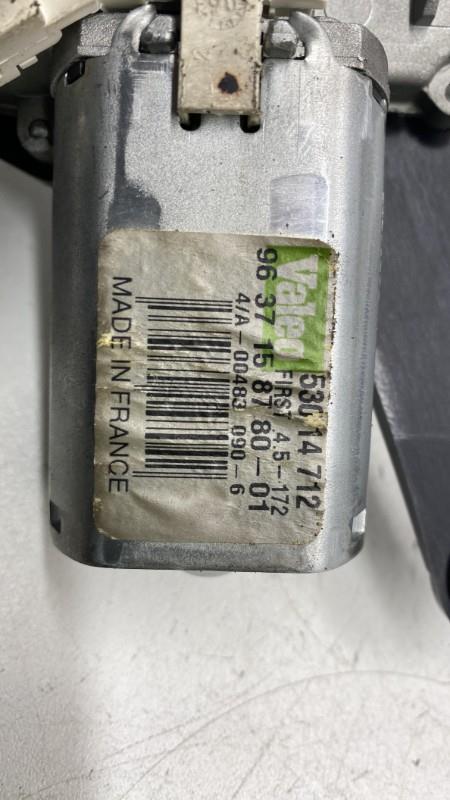 Valeo
530 14 712
FIRST 4.5-172
96 37 15 87 80-01
4/A-00483 090-6
MADE IN FRANCE